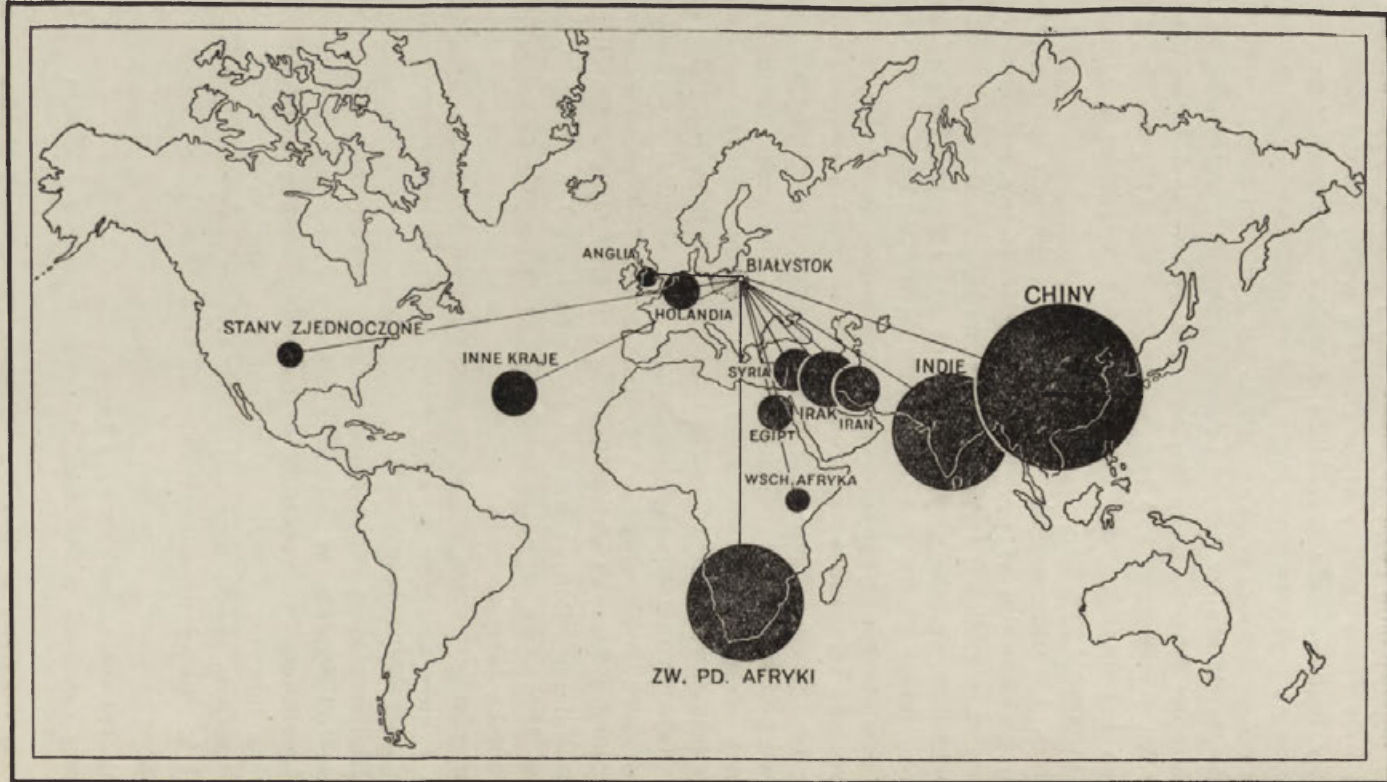 ANGLIA
BIAŁYSTOK
HOLANDIA
CHINY
STANY ZJEDNOCZONE
INNE KRAJE
SYRIA
INDIE
IRAK
IRAN
EGIPT
WSCH. AFRYKA
ZW. PD. AFRYKI